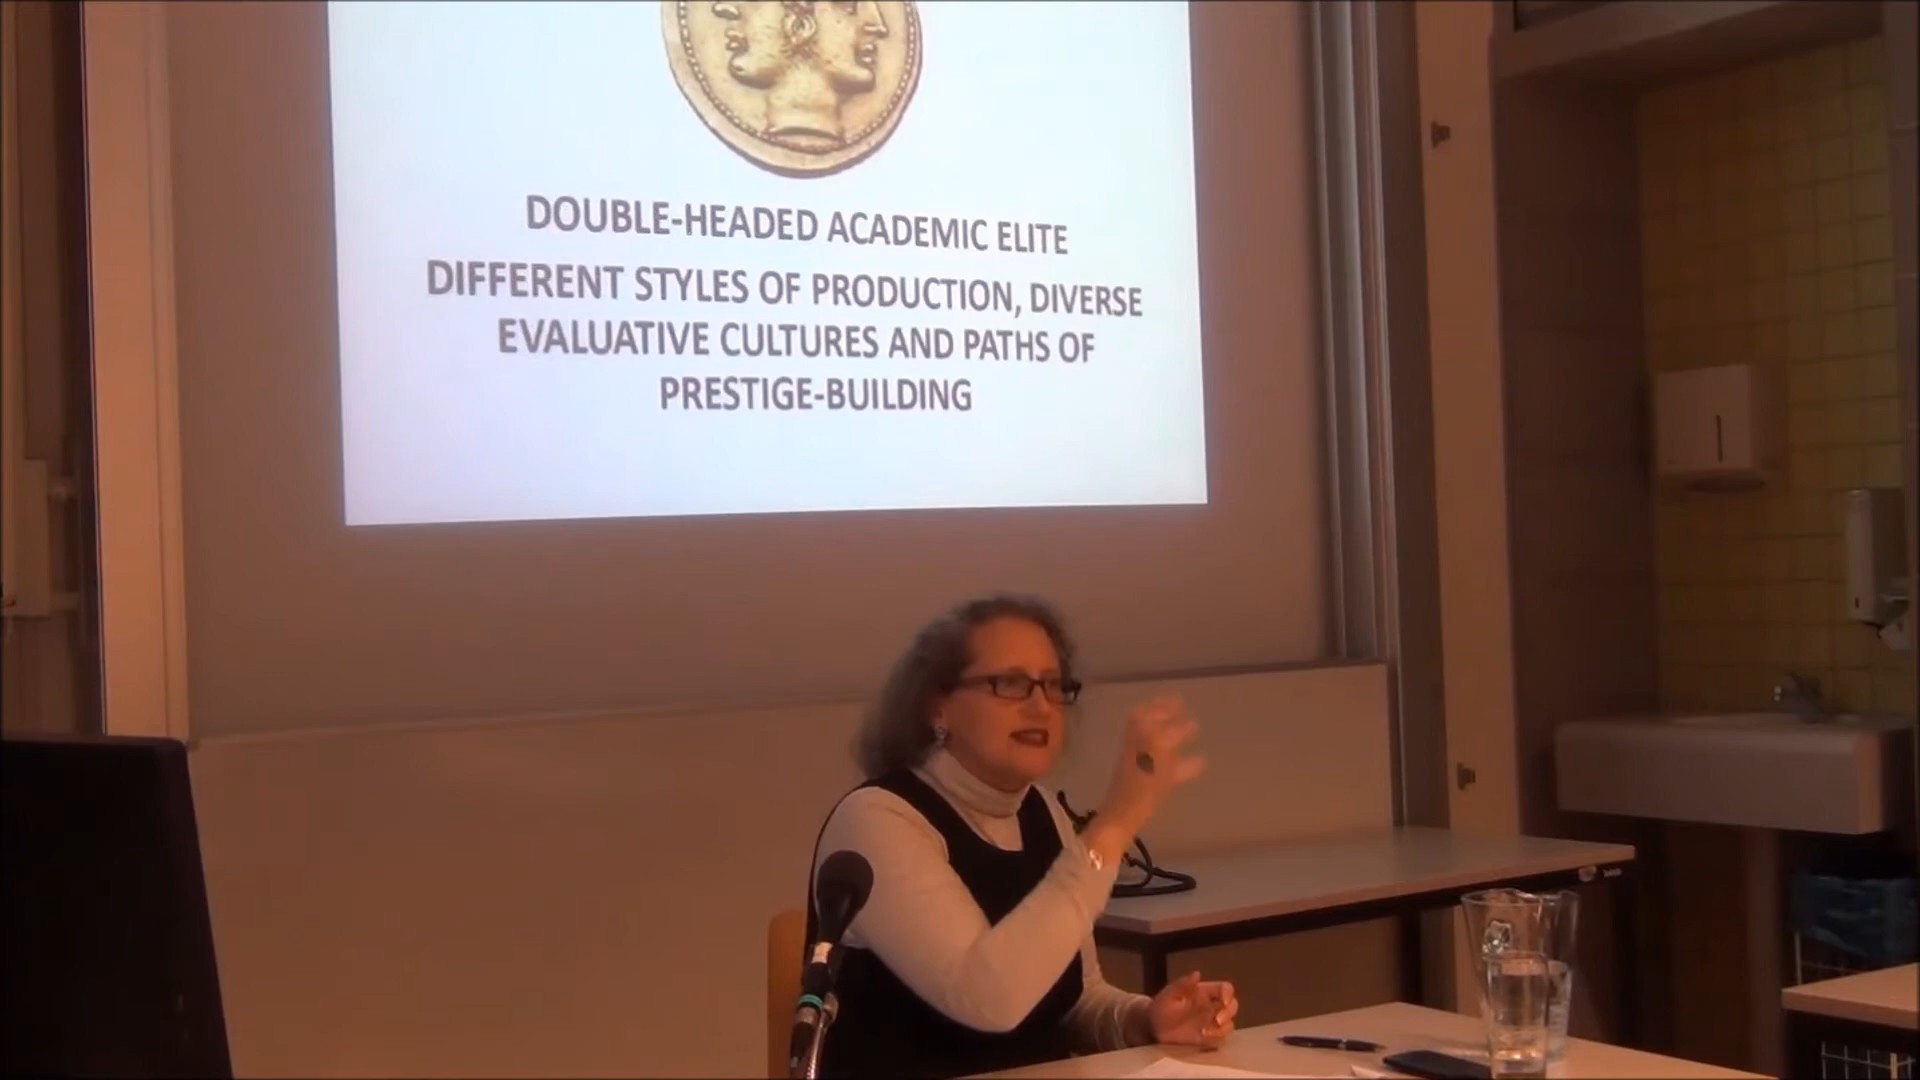 DOUBLE-HEADED ACADEMIC ELITE
DIFFERENT STYLES OF PRODUCTION, DIVERSE
EVALUATIVE CULTURES AND PATHS OF
PRESTIGE-BUILDING